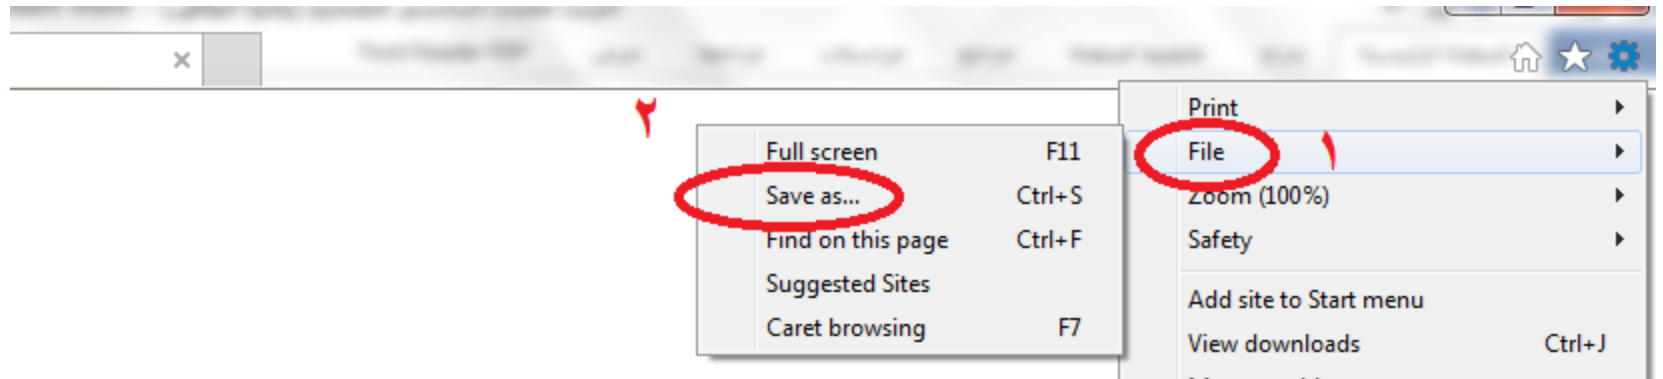 Print
File
١
Zoom (100%)
Safety
Add site to Start menu
View downloads Ctrl+J
٢
Full screen F11
Save as... Ctrl+S
Find on this page Ctrl+F
Suggested Sites
Caret browsing F7